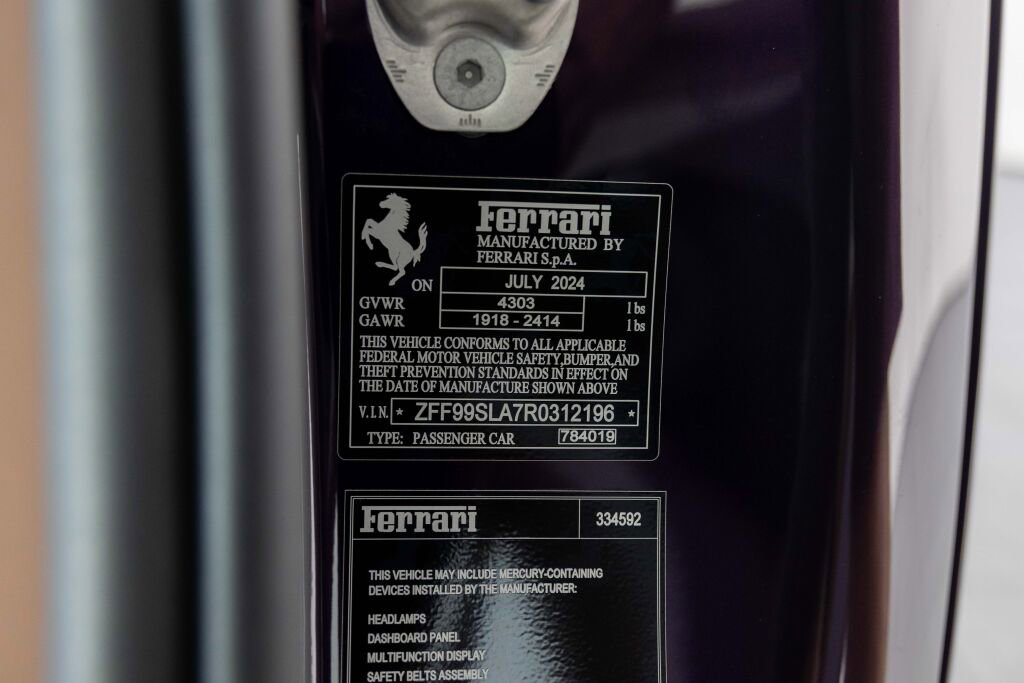 Ferrari
MANUFACTURED BY
FERRARI S.p.A.
ON JULY 2024
GVWR 4303 lbs
GAWR 1918 - 2414 lbs
THIS VEHICLE CONFORMS TO ALL APPLICABLE
FEDERAL MOTOR VEHICLE SAFETY,BUMPER,AND
THEFT PREVENTION STANDARDS IN EFFECT ON
THE DATE OF MANUFACTURE SHOWN ABOVE
V.I.N. * ZFF99SLA7R0312196 *
TYPE: PASSENGER CAR 784019
Ferrari 334592
THIS VEHICLE MAY INCLUDE MERCURY-CONTAINING
DEVICES INSTALLED BY THE MANUFACTURER:
HEADLAMPS
DASHBOARD PANEL
MULTIFUNCTION DISPLAY
SAFETY BELTS ASSEMBLY